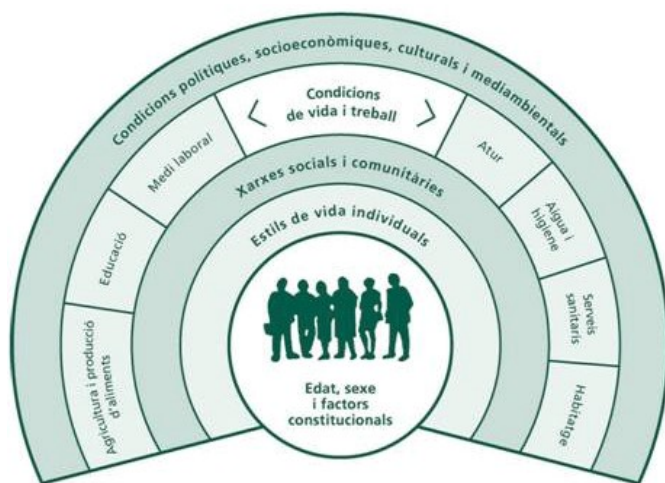 Condicions polítiques, socioeconòmiques, culturals i mediambientals
Condicions
de vida i treball
Agricultura i producció
d'aliments
Educació
Medi laboral
Atur
Aigua i
higiene
Serveis
sanitaris
Habitatge
Xarxes socials i comunitàries
Estils de vida individuals
Edat, sexe
i factors
constitucionals